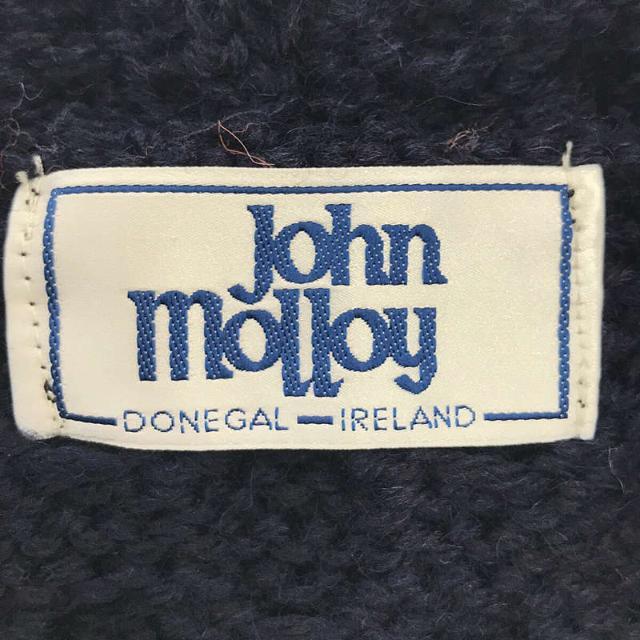 John
Molloy
DONEGAL — IRELAND